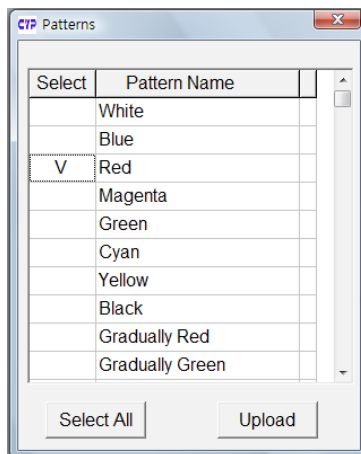 CYP Patterns
Select Pattern Name
White
Blue
V Red
Magenta
Green
Cyan
Yellow
Black
Gradually Red
Gradually Green
Select All Upload